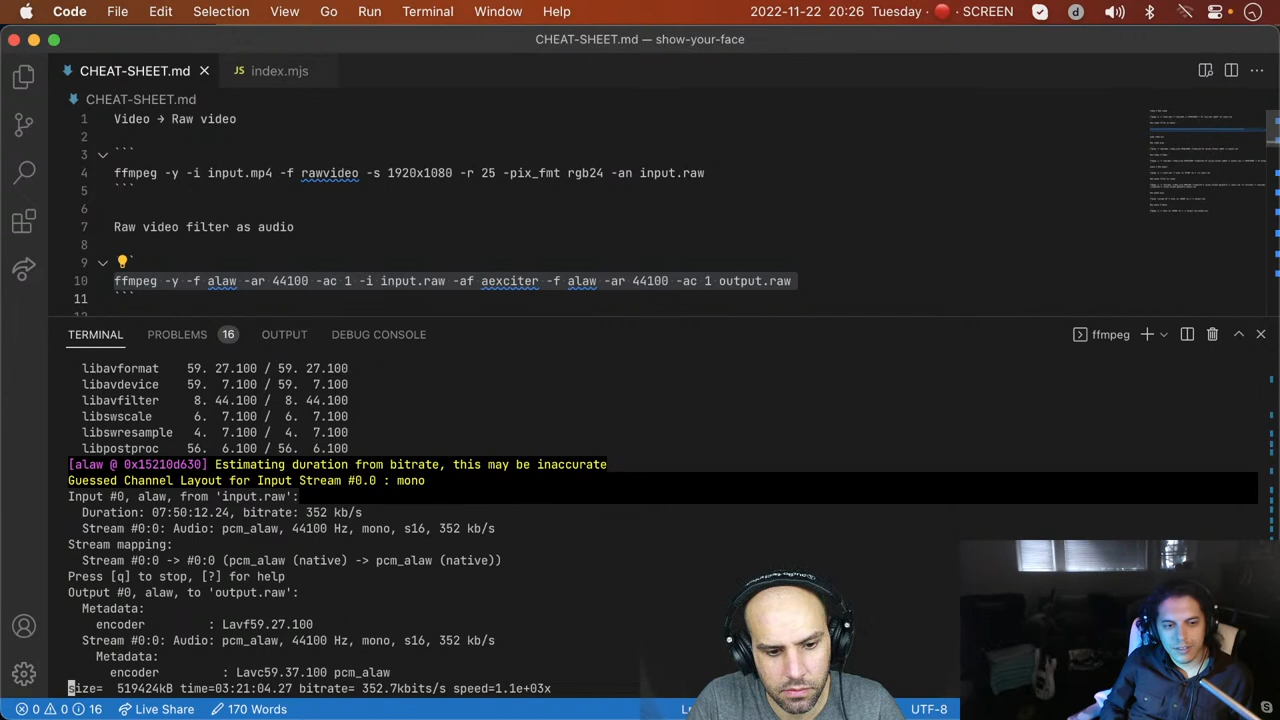 Code File Edit Selection View Go Run Terminal Window Help 2022-11-22 20:26 Tuesday SCREEN
CHEAT-SHEET.md — show-your-face
CHEAT-SHEET.md JS index.mjs
CHEAT-SHEET.md
1 Video → Raw video
2
3 ```
4 ffmpeg -y -i input.mp4 -f rawvideo -s 1920x1080 -r 25 -pix_fmt rgb24 -an input.raw
5 ```
6
7 Raw video filter as audio
8
9 `
10 ffmpeg -y -f alaw -ar 44100 -ac 1 -i input.raw -af aexciter -f alaw -ar 44100 -ac 1 output.raw
11 ```
TERMINAL PROBLEMS 16 OUTPUT DEBUG CONSOLE ffmpeg
libavformat 59. 27.100 / 59. 27.100
libavdevice 59. 7.100 / 59. 7.100
libavfilter 8. 44.100 / 8. 44.100
libswscale 6. 7.100 / 6. 7.100
libswresample 4. 7.100 / 4. 7.100
libpostproc 56. 6.100 / 56. 6.100
[alaw @ 0x15210d630] Estimating duration from bitrate, this may be inaccurate
Guessed Channel Layout for Input Stream #0.0 : mono
Input #0, alaw, from 'input.raw':
Duration: 07:50:12.24, bitrate: 352 kb/s
Stream #0:0: Audio: pcm_alaw, 44100 Hz, mono, s16, 352 kb/s
Stream mapping:
Stream #0:0 -> #0:0 (pcm_alaw (native) -> pcm_alaw (native))
Press [q] to stop, [?] for help
Output #0, alaw, to 'output.raw':
Metadata:
encoder : Lavf59.27.100
Stream #0:0: Audio: pcm_alaw, 44100 Hz, mono, s16, 352 kb/s
Metadata:
encoder : Lavc59.37.100 pcm_alaw
size= 519424kB time=03:21:04.27 bitrate= 352.7kbits/s speed=1.1e+03x
0 0 16 Live Share 170 Words UTF-8